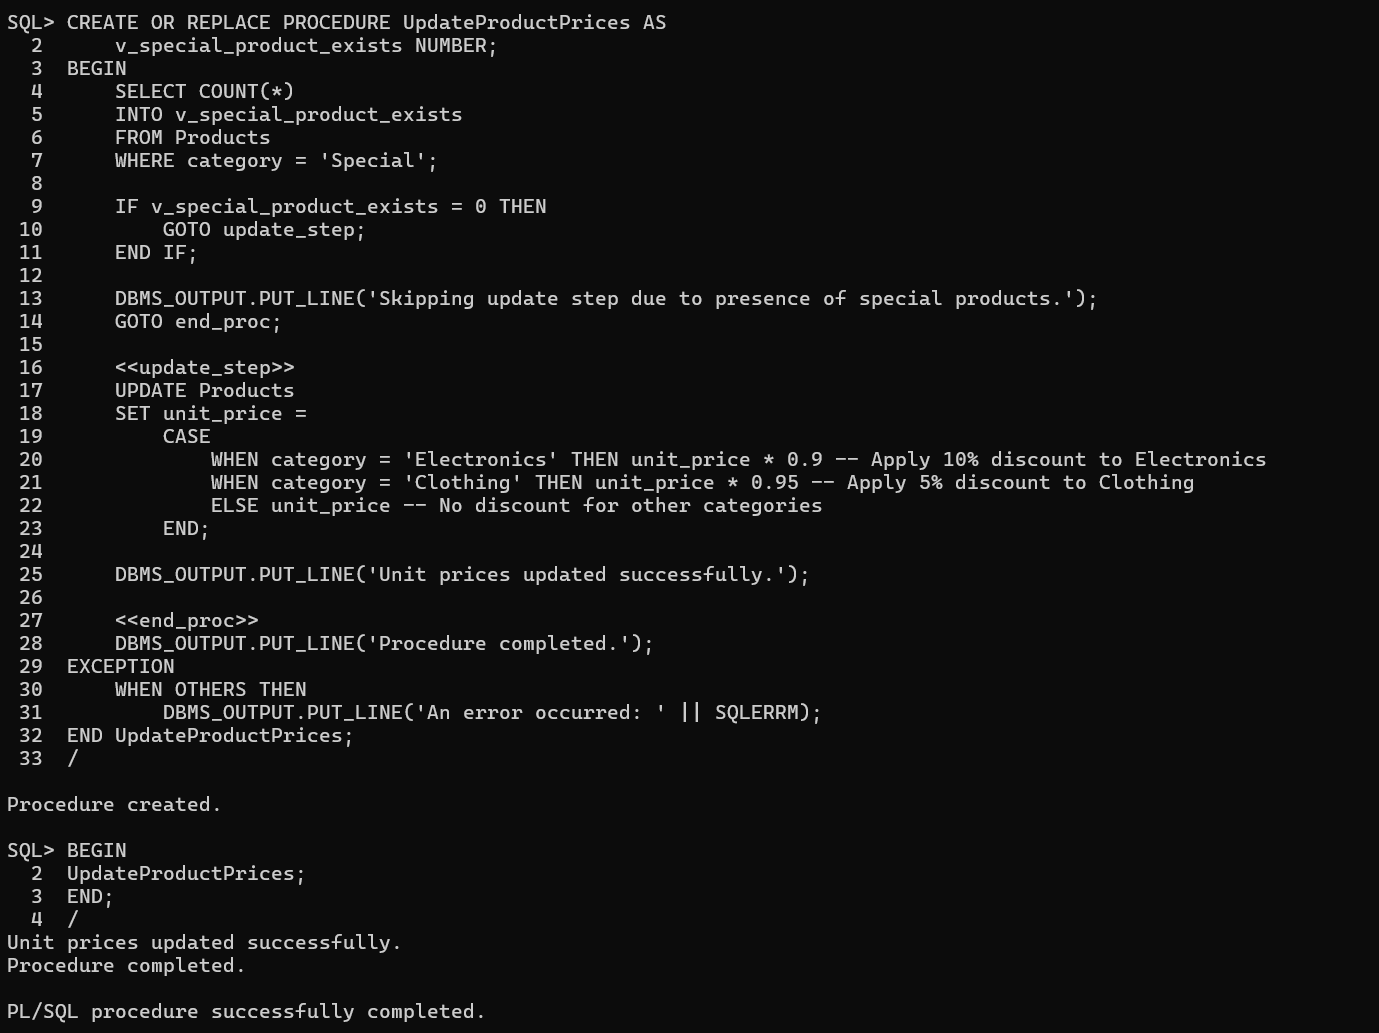 SQL> CREATE OR REPLACE PROCEDURE UpdateProductPrices AS
  2      v_special_product_exists NUMBER;
  3  BEGIN
  4      SELECT COUNT(*)
  5      INTO v_special_product_exists
  6      FROM Products
  7      WHERE category = 'Special';
  8
  9      IF v_special_product_exists = 0 THEN
 10          GOTO update_step;
 11      END IF;
 12
 13      DBMS_OUTPUT.PUT_LINE('Skipping update step due to presence of special products.');
 14      GOTO end_proc;
 15
 16      <<update_step>>
 17      UPDATE Products
 18      SET unit_price =
 19          CASE
 20              WHEN category = 'Electronics' THEN unit_price * 0.9 -- Apply 10% discount to Electronics
 21              WHEN category = 'Clothing' THEN unit_price * 0.95 -- Apply 5% discount to Clothing
 22              ELSE unit_price -- No discount for other categories
 23          END;
 24
 25      DBMS_OUTPUT.PUT_LINE('Unit prices updated successfully.');
 26
 27      <<end_proc>>
 28      DBMS_OUTPUT.PUT_LINE('Procedure completed.');
 29  EXCEPTION
 30      WHEN OTHERS THEN
 31          DBMS_OUTPUT.PUT_LINE('An error occurred: ' || SQLERRM);
 32  END UpdateProductPrices;
 33  /

Procedure created.

SQL> BEGIN
  2  UpdateProductPrices;
  3  END;
  4  /
Unit prices updated successfully.
Procedure completed.

PL/SQL procedure successfully completed.